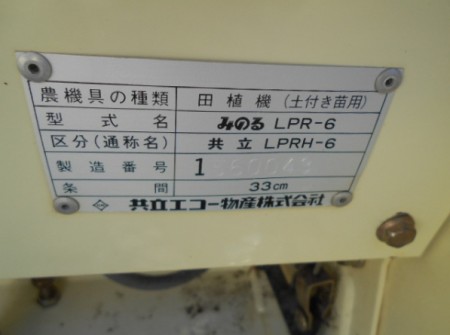 農機具の種類 田植機(土付き苗用)
型式名 みのる LPR-6
区分(通称名) 共立 LPRH-6
製造番号 1
条間 33cm
共立エコー物産株式会社